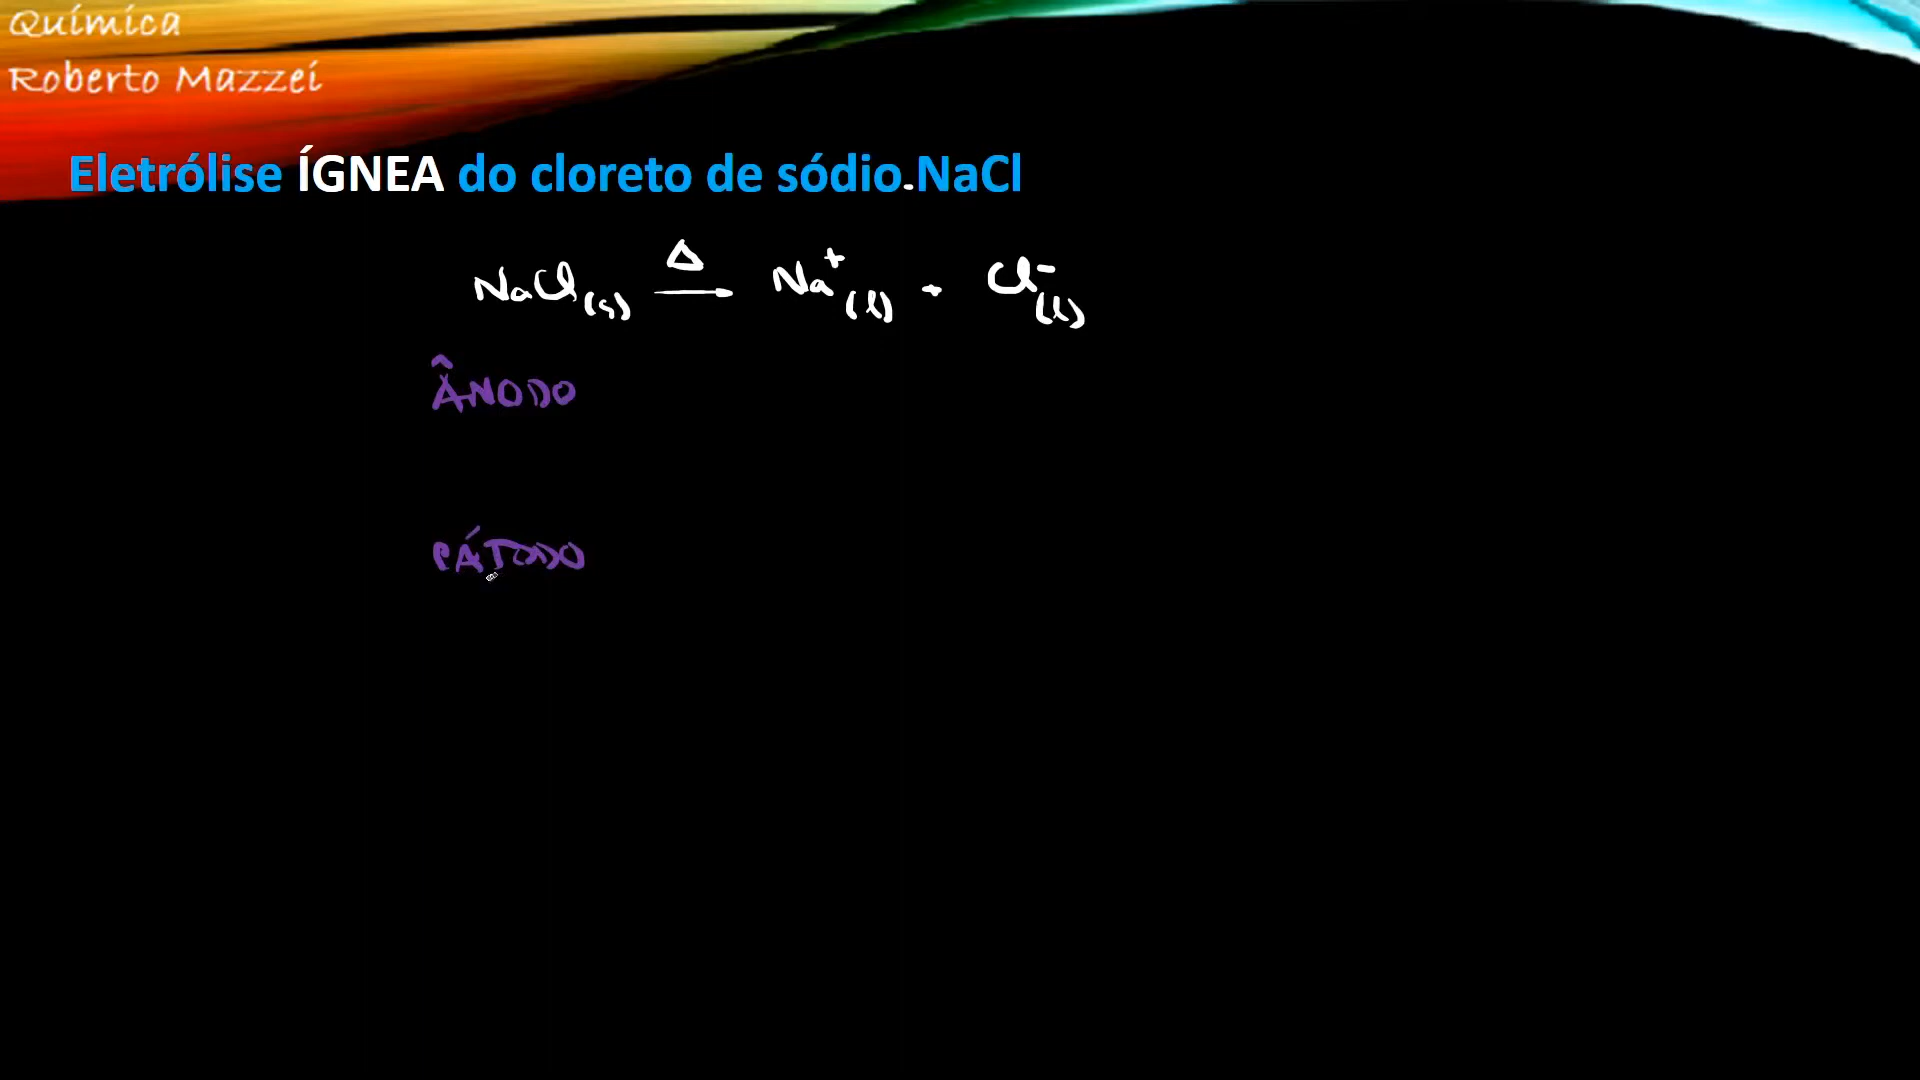 Química
Roberto Mazzei
Eletrólise ÍGNEA do cloreto de sódio-NaCl
NaCl(s) Δ→ Na⁺(l) + Cl⁻(l)
ÂNODO
CÁTODO